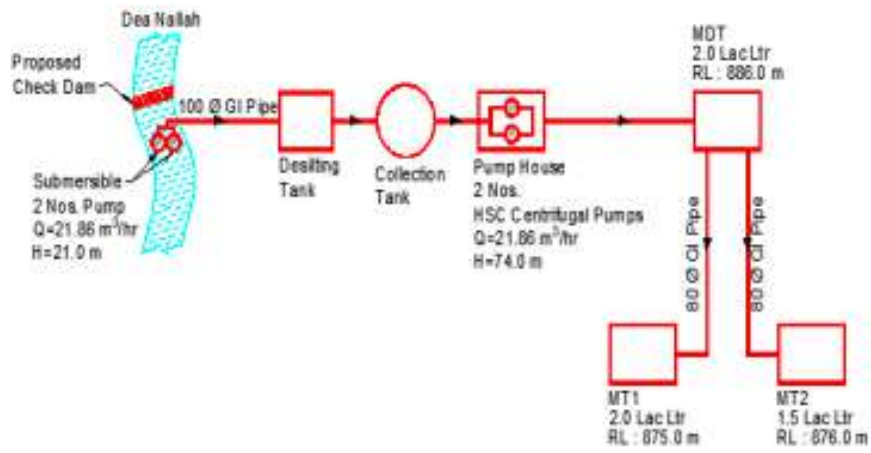 Dea Nallah
Proposed
Check Dam
100 Ø GI Pipe
Submersible
2 Nos. Pump
Q=21.86 m³/hr
H=21.0 m
Desilting
Tank
Collection
Tank
Pump House
2 Nos.
HSC Centrifugal Pumps
Q=21.86 m³/hr
H=74.0 m
MDT
2.0 Lac Ltr
RL : 886.0 m
80 Ø GI Pipe
80 Ø GI Pipe
MT1
2.0 Lac Ltr
RL : 875.0 m
MT2
1.5 Lac Ltr
RL : 876.0 m